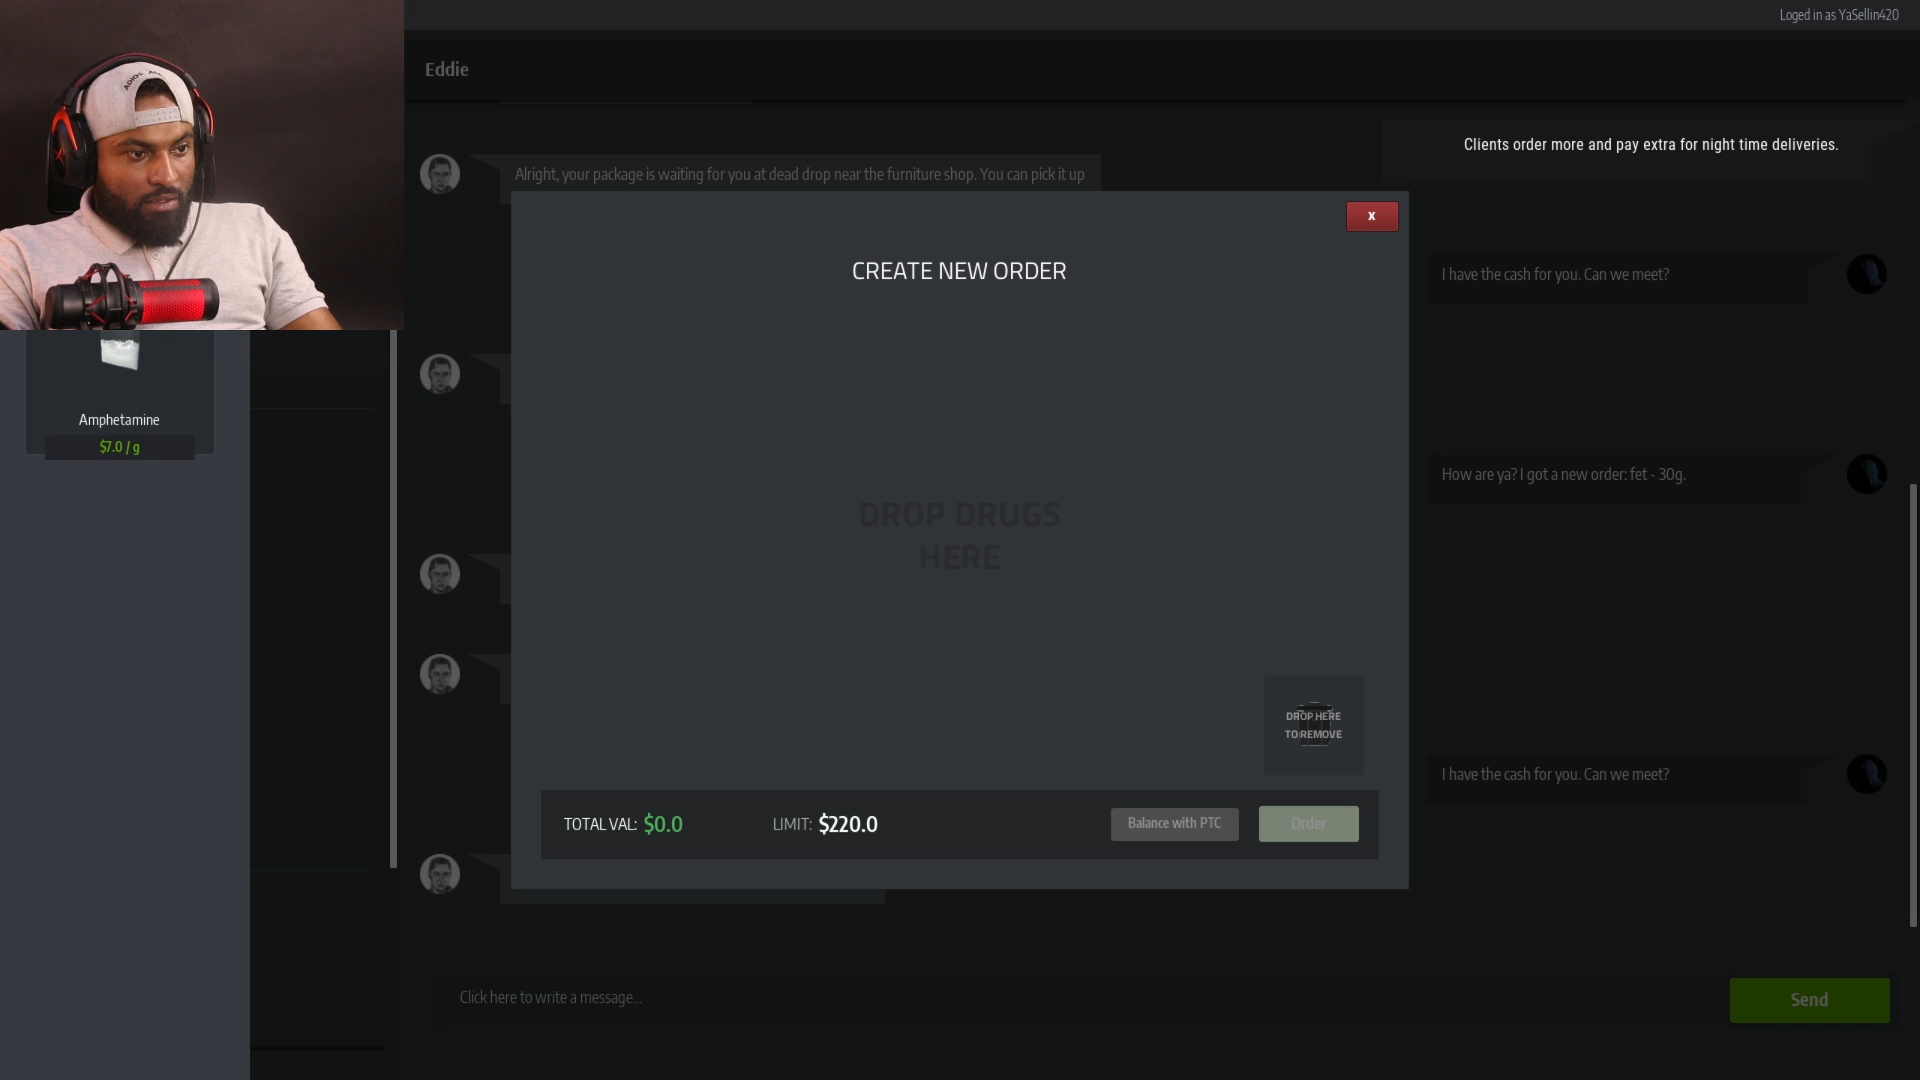 Loged in as YaSellin420
Eddie
Clients order more and pay extra for night time deliveries.
Alright, your package is waiting for you at dead drop near the furniture shop. You can pick it up
x
CREATE NEW ORDER
I have the cash for you. Can we meet?
Amphetamine
$7.0 / g
How are ya? I got a new order: fet - 30g.
DROP DRUGS
HERE
DROP HERE
TO REMOVE
I have the cash for you. Can we meet?
TOTAL VAL: $0.0 LIMIT: $220.0 Balance with PTC Order
Click here to write a message...
Send